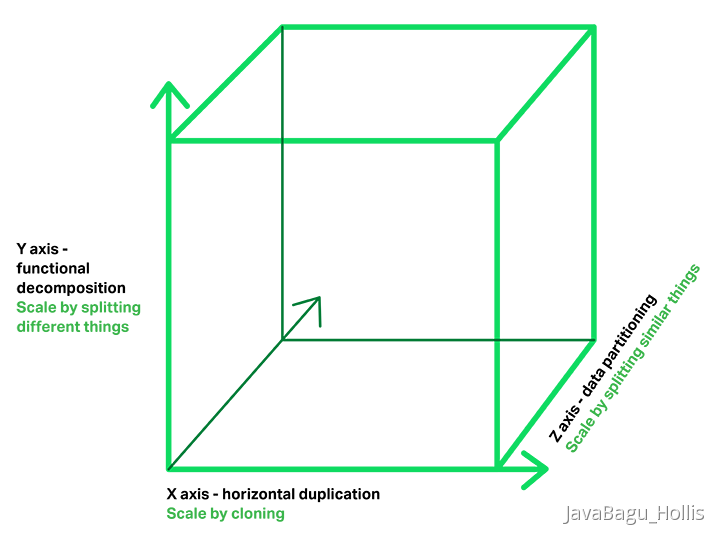 Y axis -
functional
decomposition
Scale by splitting
different things
Z axis - data partitioning
Scale by splitting similar things
X axis - horizontal duplication
Scale by cloning
JavaBagu_Hollis